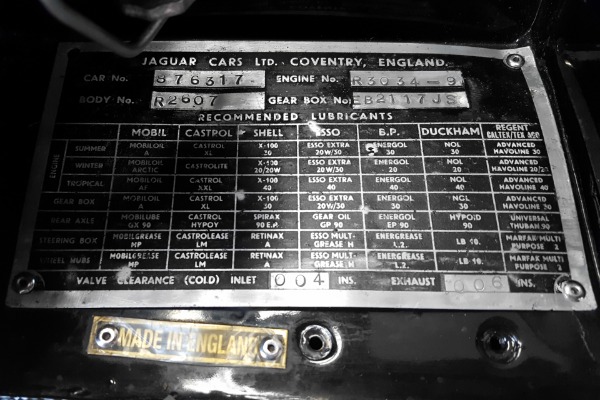 JAGUAR CARS LTD. COVENTRY, ENGLAND.
CAR No. 876317 ENGINE No. R3034-9
BODY No. R2607 GEAR BOX No. EB2117JS
RECOMMENDED LUBRICANTS
MOBIL CASTROL SHELL ESSO B.P. DUCKHAM REGENT
ENGINE
SUMMER MOBILOIL A CASTROL XL X-100 30 ESSO EXTRA 20W/30 ENERGOL 30 NOL 30 ADVANCED HAVOLINE 30
WINTER MOBILOIL ARCTIC CASTROLITE X-100 20/20W ESSO EXTRA 20W/30 ENERGOL 20 NOL 20 ADVANCED HAVOLINE 20/20
TROPICAL MOBILOIL AF CASTROL XXL X-100 40 ESSO EXTRA 40 ENERGOL 40 NOL 40 ADVANCED HAVOLINE 40
GEAR BOX MOBILOIL A CASTROL XL X-100 30 ESSO EXTRA 20W/30 ENERGOL 30 NOL 30 ADVANCED HAVOLINE 30
REAR AXLE MOBILUBE GX 90 CASTROL HYPOY SPIRAX 90 E.P. GEAR OIL GP 90 ENERGOL EP 90 HYPOID 90 UNIVERSAL THUBAN 90
STEERING BOX MOBILGREASE MP CASTROLEASE LM RETINAX A ESSO MULT-GREASE H ENERGREASE L.2. LB 10. MARFAK MULTI PURPOSE 2
WHEEL HUBS MOBILGREASE MP CASTROLEASE LM RETINAX A ESSO MULT-GREASE H ENERGREASE L.2. LB 10. MARFAK MULTI PURPOSE 2
VALVE CLEARANCE (COLD) INLET 004 INS. EXHAUST 006 INS.
MADE IN ENGLAND